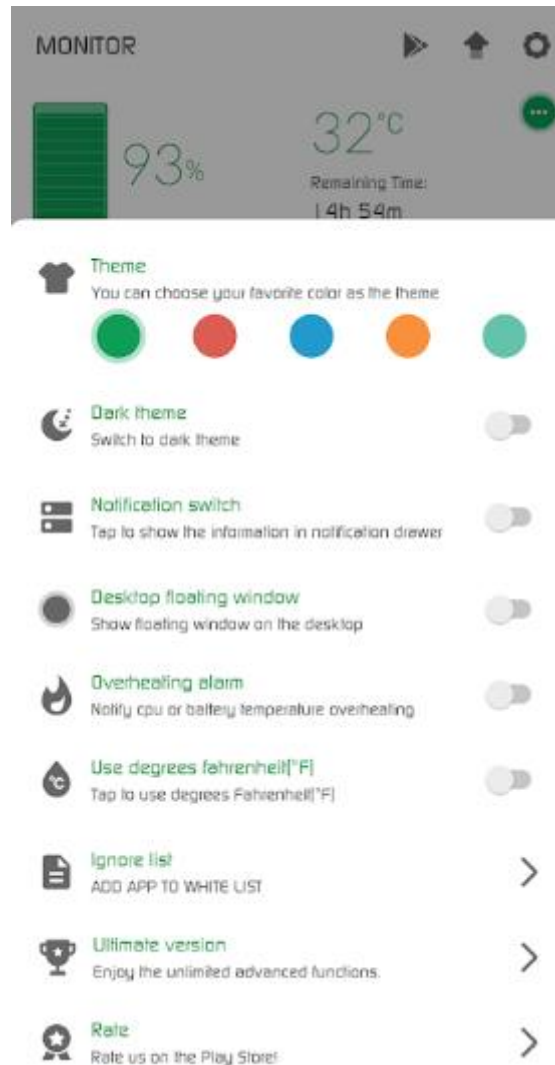 MONITOR
93%
32°C
Remaining Time:
14h 54m
Theme
You can choose your favorite color as the theme
Dark theme
Switch to dark theme
Notification switch
Tap to show the information in notification drawer
Desktop floating window
Show floating window on the desktop
Overheating alarm
Notify cpu or battery temperature overheating
Use degrees fahrenheit(°F)
°C
Tap to use degrees Fahrenheit(°F)
Ignore list
ADD APP TO WHITE LIST
Ultimate version
Enjoy the unlimited advanced functions.
Rate
Rate us on the Play Store!